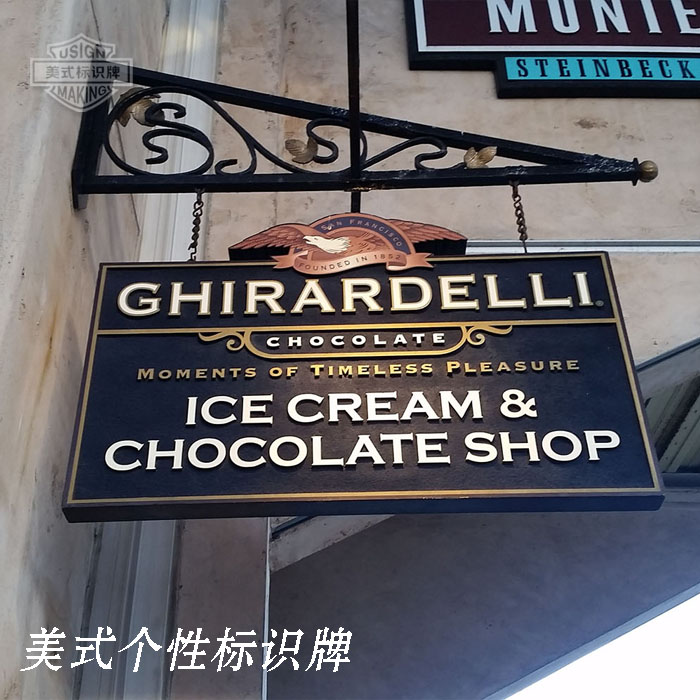 MONTE
STEINBECK
USIGN
美式标识牌
MAKING
SAN FRANCISCO
FOUNDED IN 1852
GHIRARDELLI
CHOCOLATE
MOMENTS OF TIMELESS PLEASURE
ICE CREAM &
CHOCOLATE SHOP
美式个性标识牌